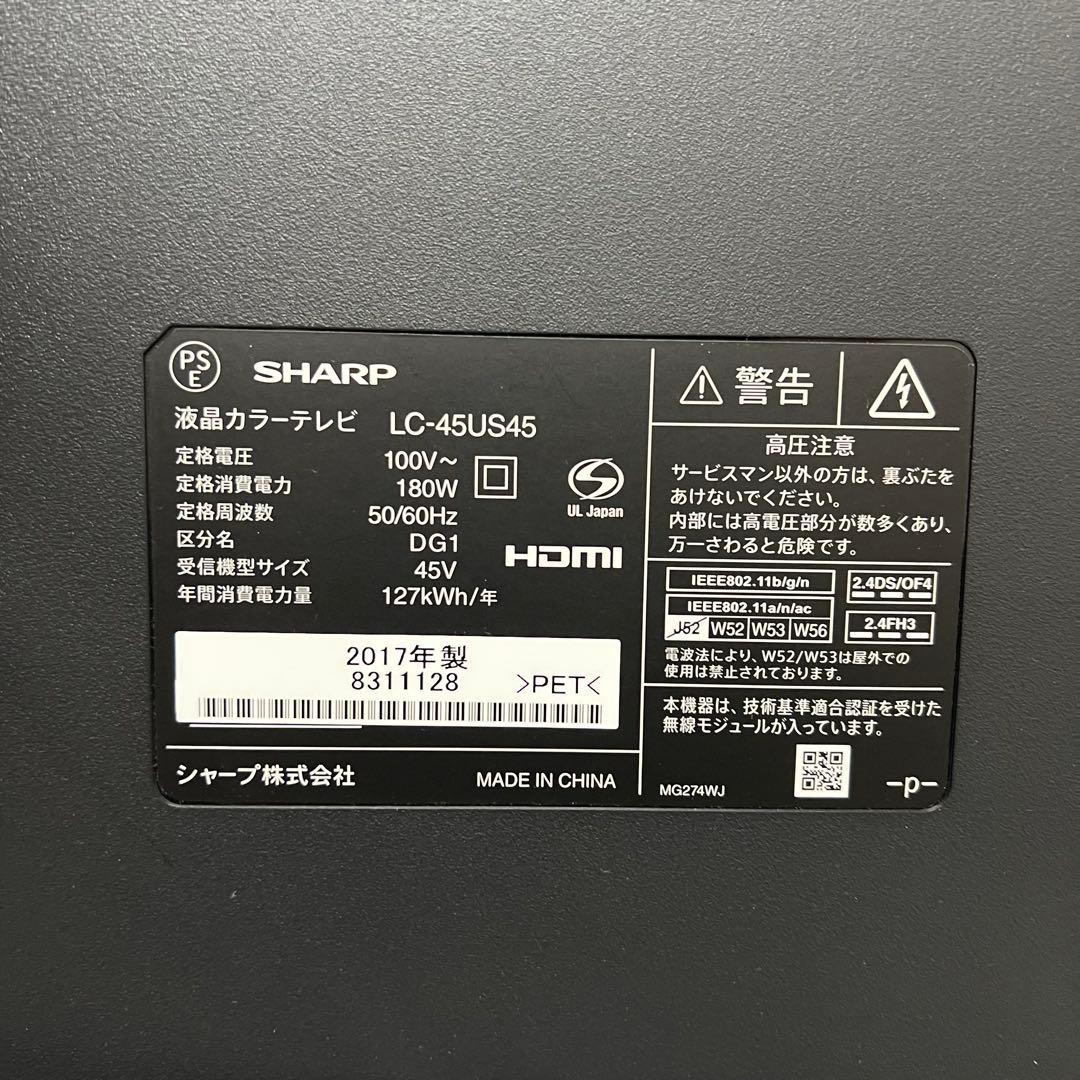 PS
E
SHARP
液晶カラーテレビ LC-45US45
定格電圧 100V～
定格消費電力 180W
定格周波数 50/60Hz
区分名 DG1
受信機型サイズ 45V
年間消費電力量 127kWh/年
UL Japan
HDMI
2017年製
8311128 >PET<
シャープ株式会社 MADE IN CHINA
警告
高圧注意
サービスマン以外の方は、裏ぶたを
あけないでください。
内部には高電圧部分が数多くあり、
万一さわると危険です。
IEEE802.11b/g/n
IEEE802.11a/n/ac
J52 W52 W53 W56
2.4DS/OF4
2.4FH3
電波法により、W52/W53は屋外での
使用は禁止されております。
本機器は、技術基準適合認証を受けた
無線モジュールが入っています。
MG274WJ
-p-